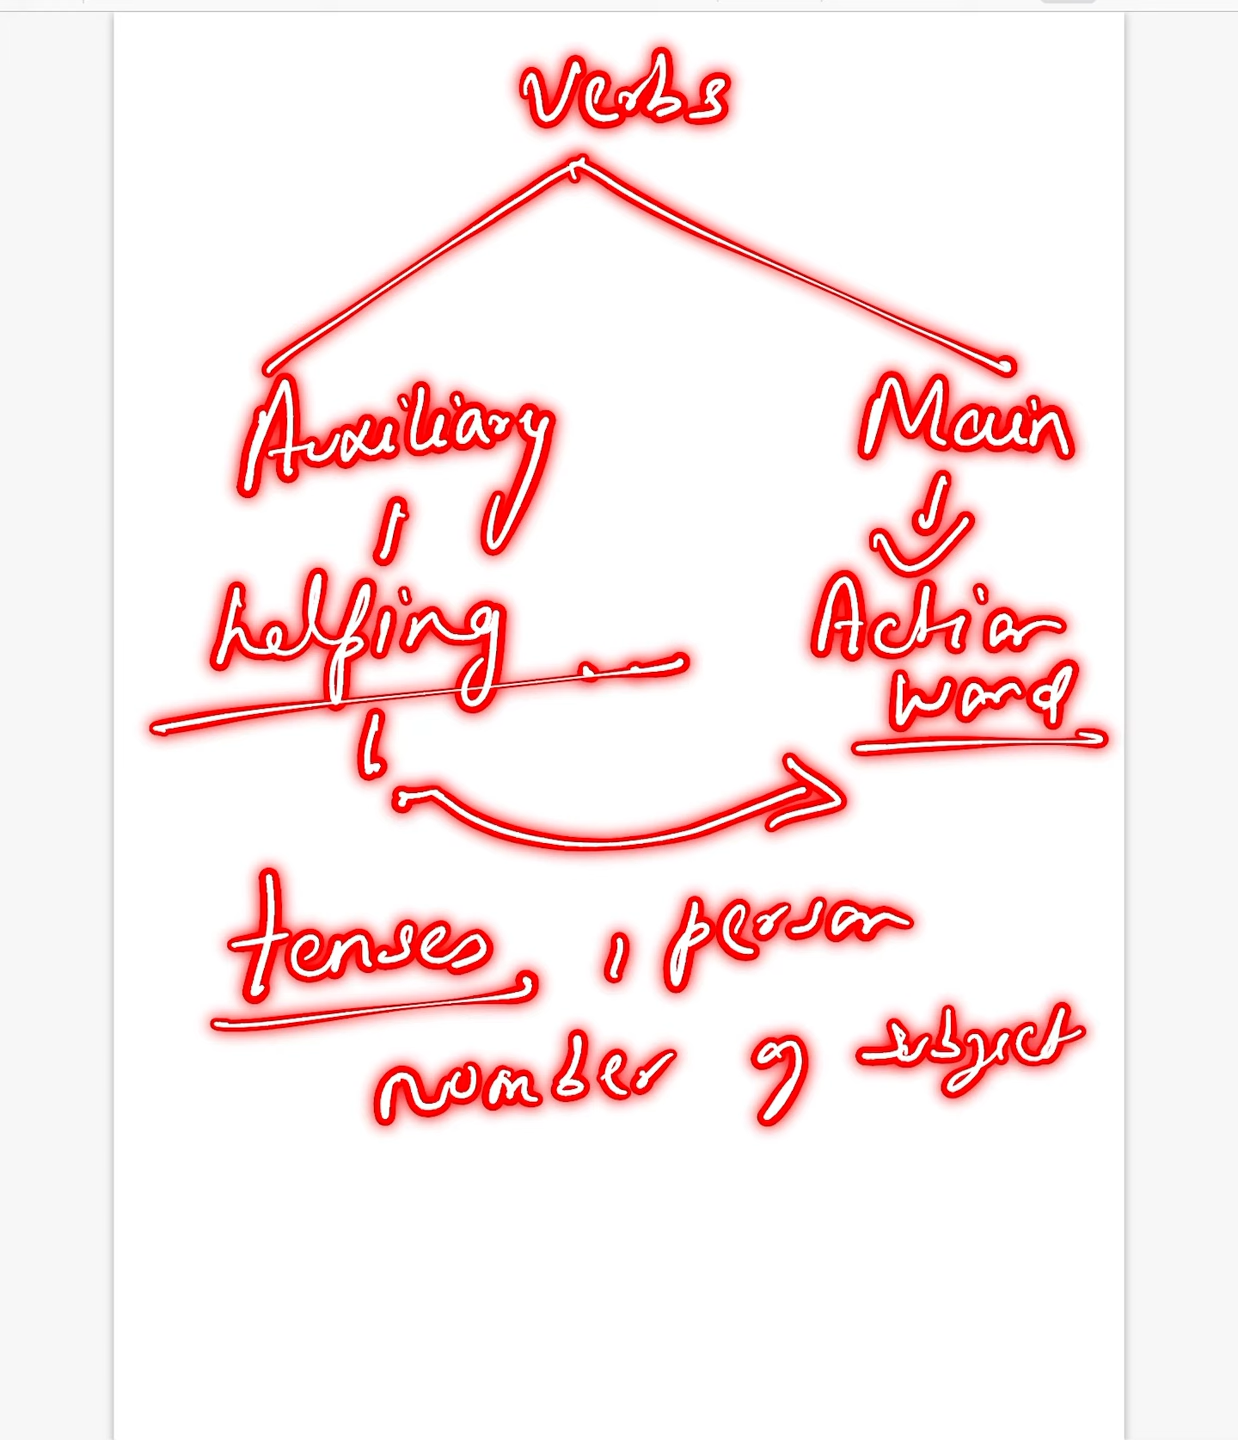 Verbs
Auxiliary Main
helping Action
word
tenses, person
number of subject